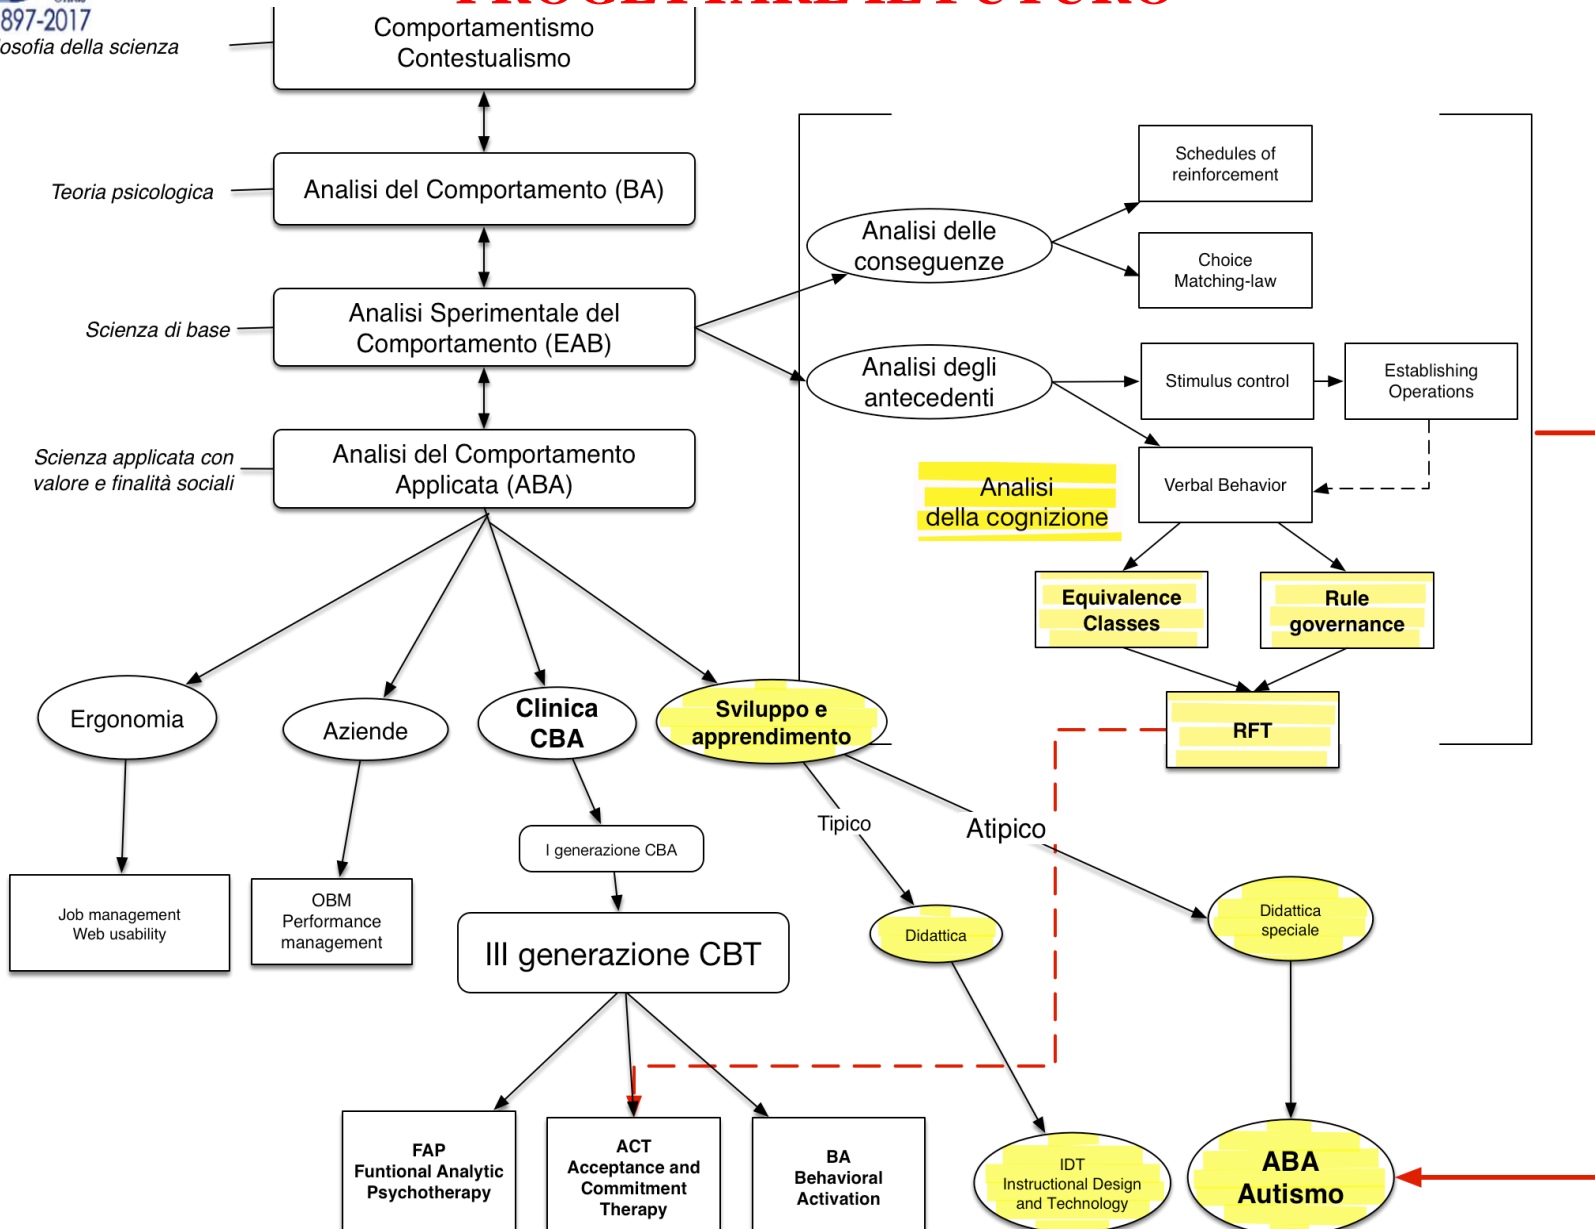 PROGETTARE IL FUTURO
897-2017
osofia della scienza
Comportamentismo
Contestualismo
Teoria psicologica
Analisi del Comportamento (BA)
Scienza di base
Analisi Sperimentale del
Comportamento (EAB)
Scienza applicata con
valore e finalità sociali
Analisi del Comportamento
Applicata (ABA)
Analisi delle
conseguenze
Schedules of
reinforcement
Choice
Matching-law
Analisi degli
antecedenti
Stimulus control
Establishing
Operations
Verbal Behavior
Analisi
della cognizione
Equivalence
Classes
Rule
governance
RFT
Ergonomia
Aziende
Clinica
CBA
Sviluppo e
apprendimento
Tipico
Atipico
Job management
Web usability
OBM
Performance
management
I generazione CBA
III generazione CBT
Didattica
Didattica
speciale
FAP
Funtional Analytic
Psychotherapy
ACT
Acceptance and
Commitment
Therapy
BA
Behavioral
Activation
IDT
Instructional Design
and Technology
ABA
Autismo